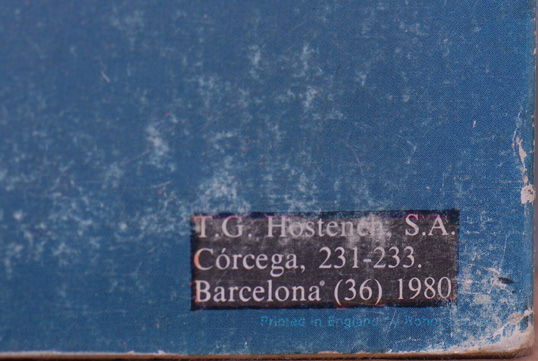 T.G. Hostench, S.A.
Córcega, 231-233.
Barcelona (36) 1980
Printed in England